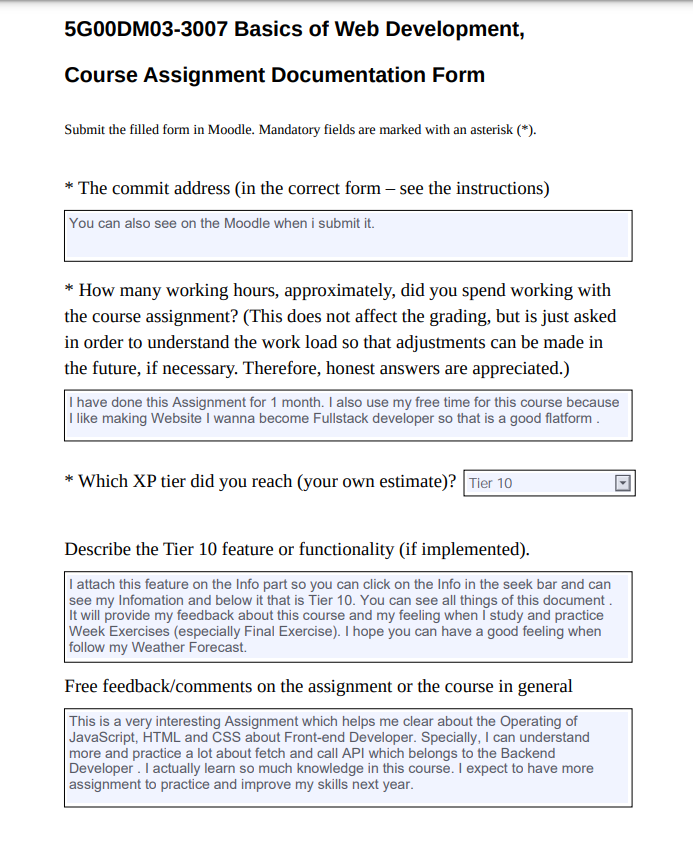 5G00DM03-3007 Basics of Web Development,
Course Assignment Documentation Form
Submit the filled form in Moodle. Mandatory fields are marked with an asterisk (*).
* The commit address (in the correct form – see the instructions)
You can also see on the Moodle when i submit it.
* How many working hours, approximately, did you spend working with
the course assignment? (This does not affect the grading, but is just asked
in order to understand the work load so that adjustments can be made in
the future, if necessary. Therefore, honest answers are appreciated.)
I have done this Assignment for 1 month. I also use my free time for this course because
I like making Website I wanna become Fullstack developer so that is a good flatform .
* Which XP tier did you reach (your own estimate)? Tier 10
Describe the Tier 10 feature or functionality (if implemented).
I attach this feature on the Info part so you can click on the Info in the seek bar and can
see my Infomation and below it that is Tier 10. You can see all things of this document .
It will provide my feedback about this course and my feeling when I study and practice
Week Exercises (especially Final Exercise). I hope you can have a good feeling when
follow my Weather Forecast.
Free feedback/comments on the assignment or the course in general
This is a very interesting Assignment which helps me clear about the Operating of
JavaScript, HTML and CSS about Front-end Developer. Specially, I can understand
more and practice a lot about fetch and call API which belongs to the Backend
Developer . I actually learn so much knowledge in this course. I expect to have more
assignment to practice and improve my skills next year.